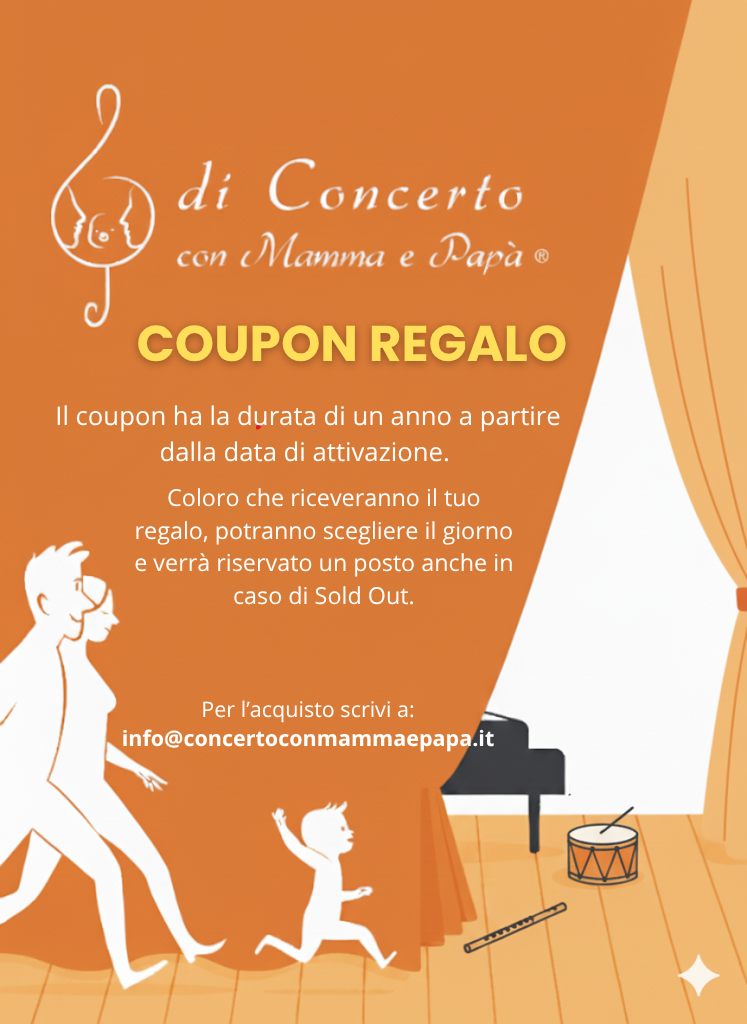 di Concerto
con Mamma e Papà ®
COUPON REGALO
Il coupon ha la durata di un anno a partire
dalla data di attivazione.
Coloro che riceveranno il tuo
regalo, potranno scegliere il giorno
e verrà riservato un posto anche in
caso di Sold Out.
Per l’acquisto scrivi a:
info@concertoconmammaepapa.it